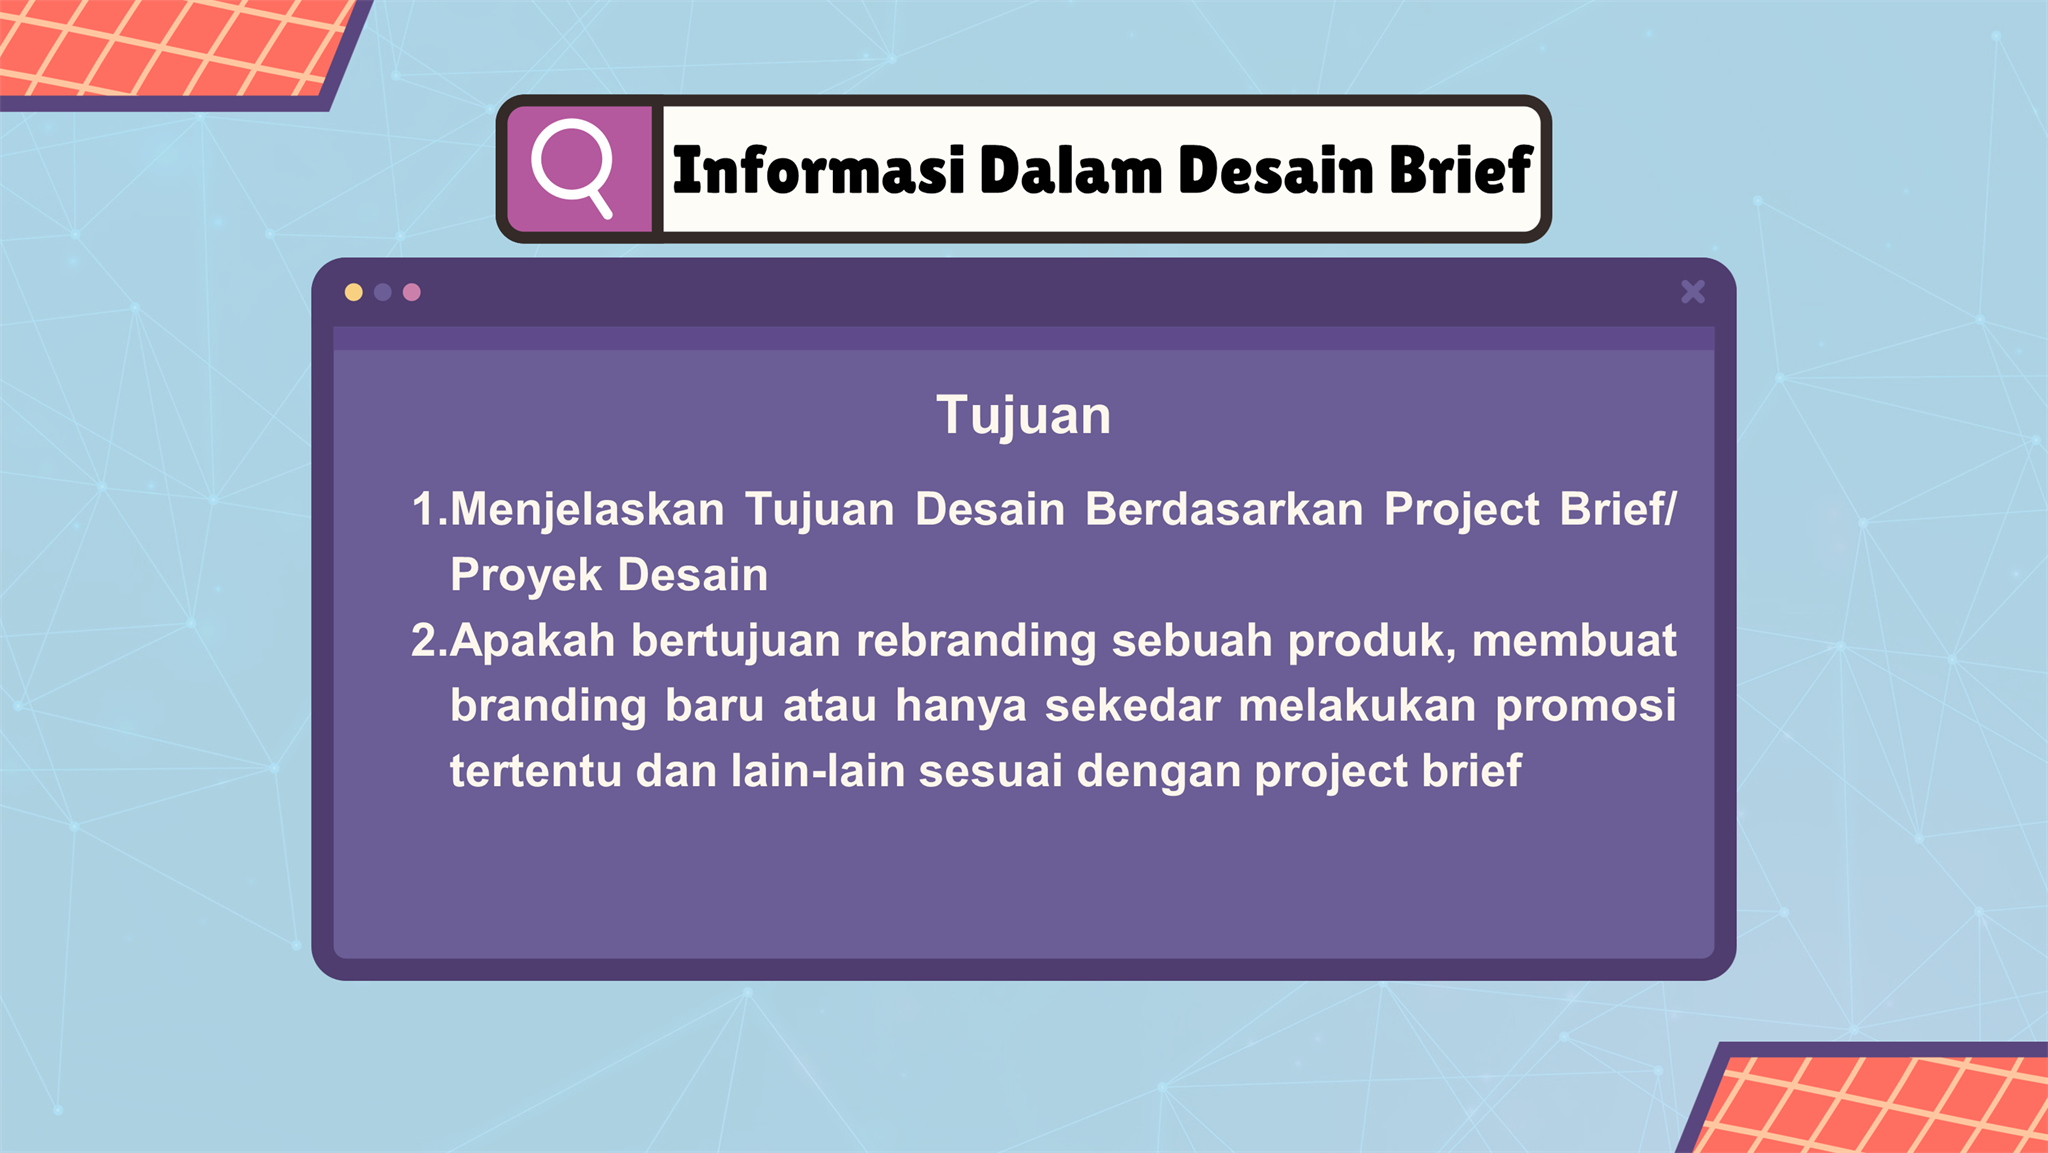 Informasi Dalam Desain Brief
Tujuan
1.Menjelaskan Tujuan Desain Berdasarkan Project Brief/
Proyek Desain
2.Apakah bertujuan rebranding sebuah produk, membuat
branding baru atau hanya sekedar melakukan promosi
tertentu dan lain-lain sesuai dengan project brief